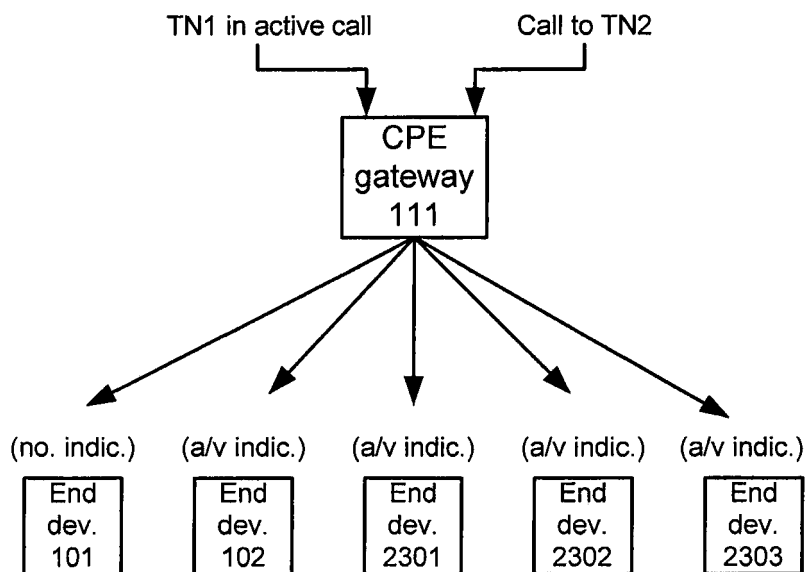 TN1 in active call
Call to TN2
CPE
gateway
111
(no. indic.)
(a/v indic.)
(a/v indic.)
(a/v indic.)
(a/v indic.)
End
dev.
101
End
dev.
102
End
dev.
2301
End
dev.
2302
End
dev.
2303